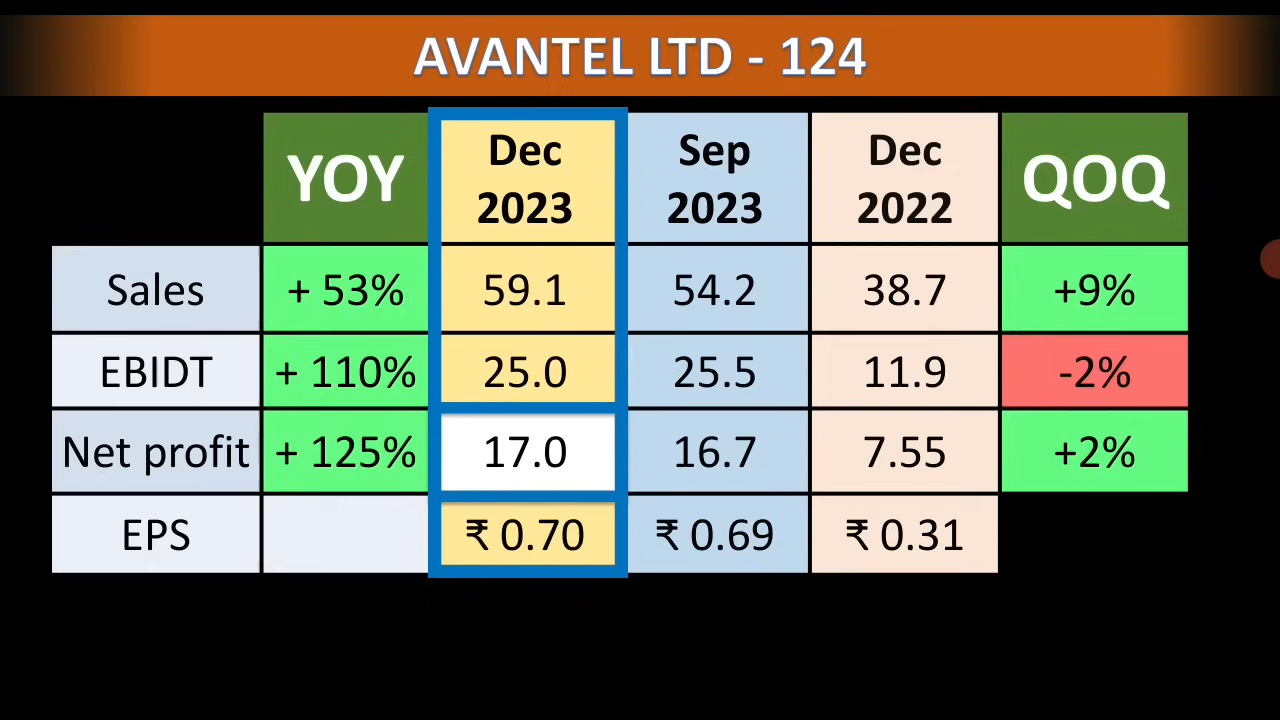 AVANTEL LTD - 124
YOY Dec 2023 Sep 2023 Dec 2022 QOQ
Sales + 53% 59.1 54.2 38.7 +9%
EBIDT + 110% 25.0 25.5 11.9 -2%
Net profit + 125% 17.0 16.7 7.55 +2%
EPS ₹ 0.70 ₹ 0.69 ₹ 0.31